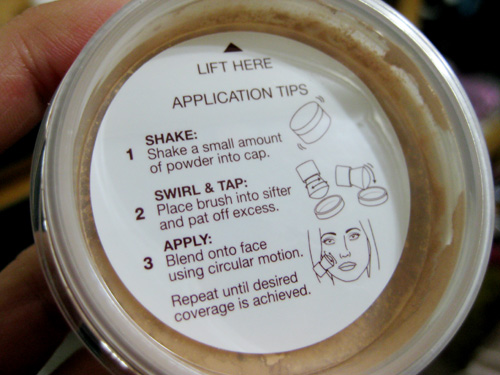 LIFT HERE
APPLICATION TIPS
1 SHAKE:
Shake a small amount
of powder into cap.
2 SWIRL & TAP:
Place brush into sifter
and pat off excess.
3 APPLY:
Blend onto face
using circular motion.
Repeat until desired
coverage is achieved.